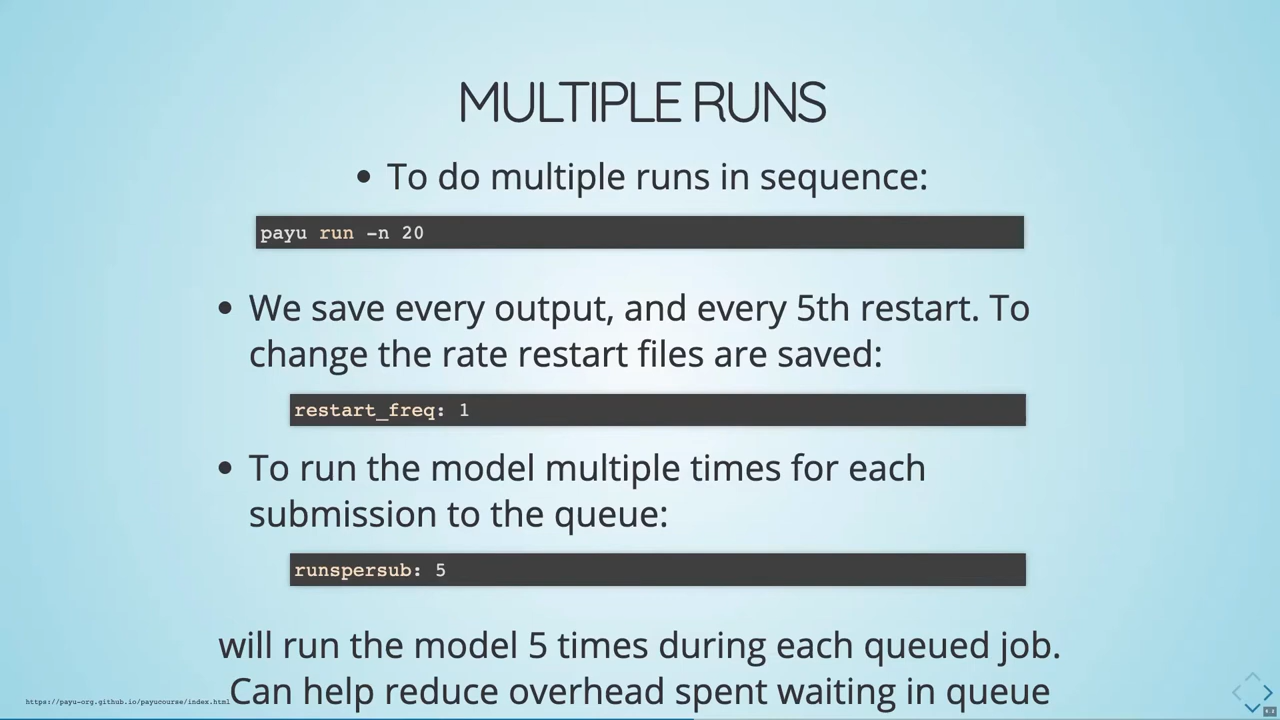 MULTIPLE RUNS
• To do multiple runs in sequence:
payu run -n 20
• We save every output, and every 5th restart. To
change the rate restart files are saved:
restart_freq: 1
• To run the model multiple times for each
submission to the queue:
runspersub: 5
will run the model 5 times during each queued job.
Can help reduce overhead spent waiting in queue
https://payu-org.github.io/payucourse/index.html